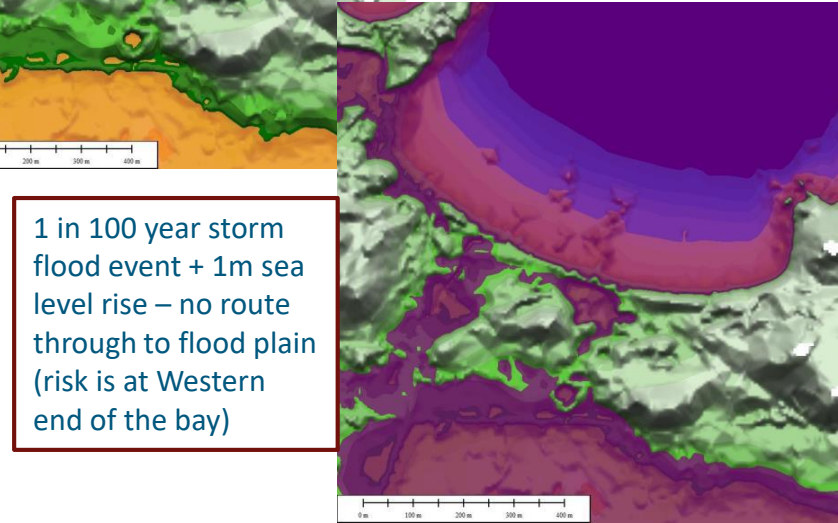 200 m 300 m 400 m
1 in 100 year storm
flood event + 1m sea
level rise – no route
through to flood plain
(risk is at Western
end of the bay)
0 m 100 m 200 m 300 m 400 m